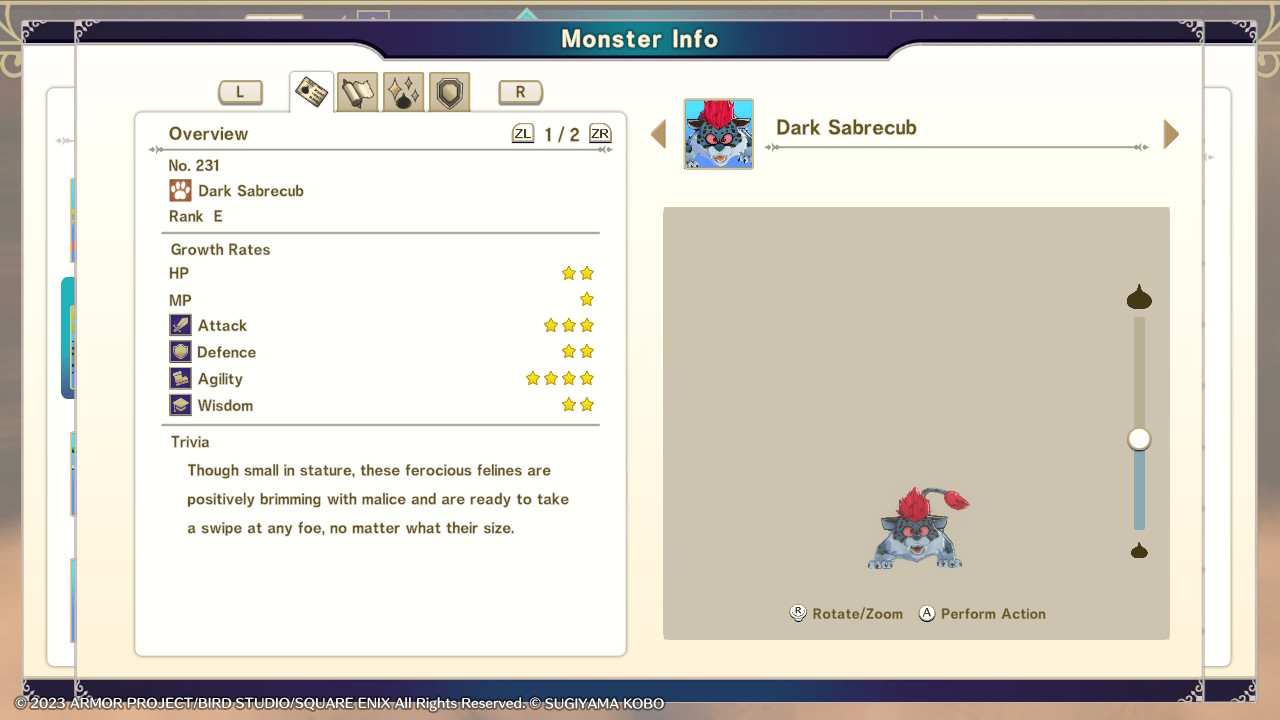 Monster Info
L
R
Overview
ZL 1 / 2 ZR
No. 231
Dark Sabrecub
Rank E
Growth Rates
HP
MP
Attack
Defence
Agility
Wisdom
Trivia
Though small in stature, these ferocious felines are
positively brimming with malice and are ready to take
a swipe at any foe, no matter what their size.
Dark Sabrecub
R Rotate/Zoom A Perform Action
© 2023 ARMOR PROJECT/BIRD STUDIO/SQUARE ENIX All Rights Reserved. © SUGIYAMA KOBO